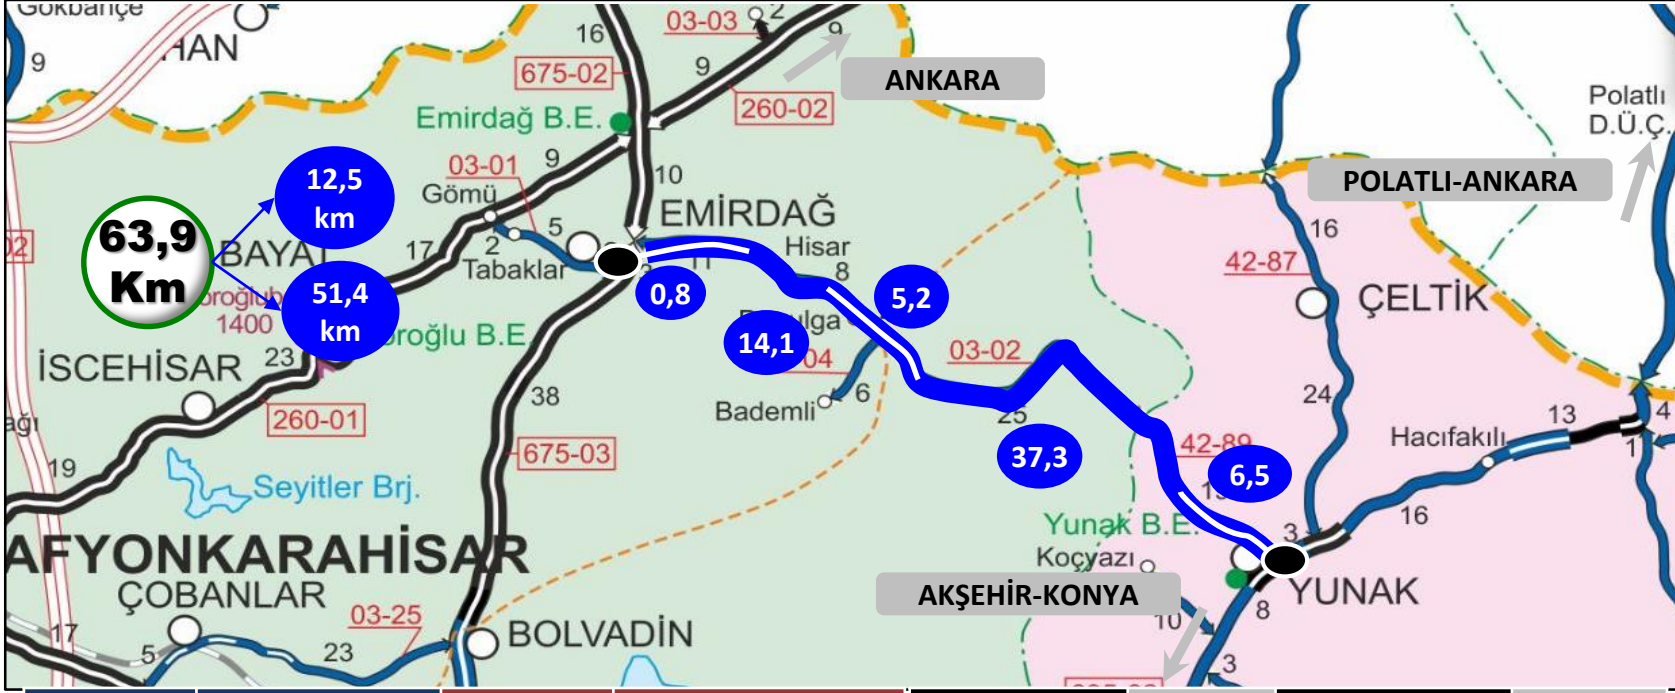 Gökbahçe
HAN
9
16
03-03
2
9
675-02
9
260-02
ANKARA
Polatlı
D.Ü.Ç.
Emirdağ B.E.
03-01
9
10
POLATLI-ANKARA
12,5
km
Gömü
63,9
Km
BAYAT
17
2
5
EMİRDAĞ
Hisar
16
Tabaklar
11
8
42-87
51,4
km
0,8
5,2
ÇELTİK
1400
14,1
03-02
04
İSCEHİSAR
23
38
Bademli
6
25
24
260-01
13
4
Hacıfakılı
1
675-03
37,3
42-89
6,5
19
Seyitler Brj.
16
Yunak B.E.
3
AFYONKARAHİSAR
Koçyazı
ÇOBANLAR
AKŞEHİR-KONYA
YUNAK
8
03-25
10
17
BOLVADİN
5
23
3